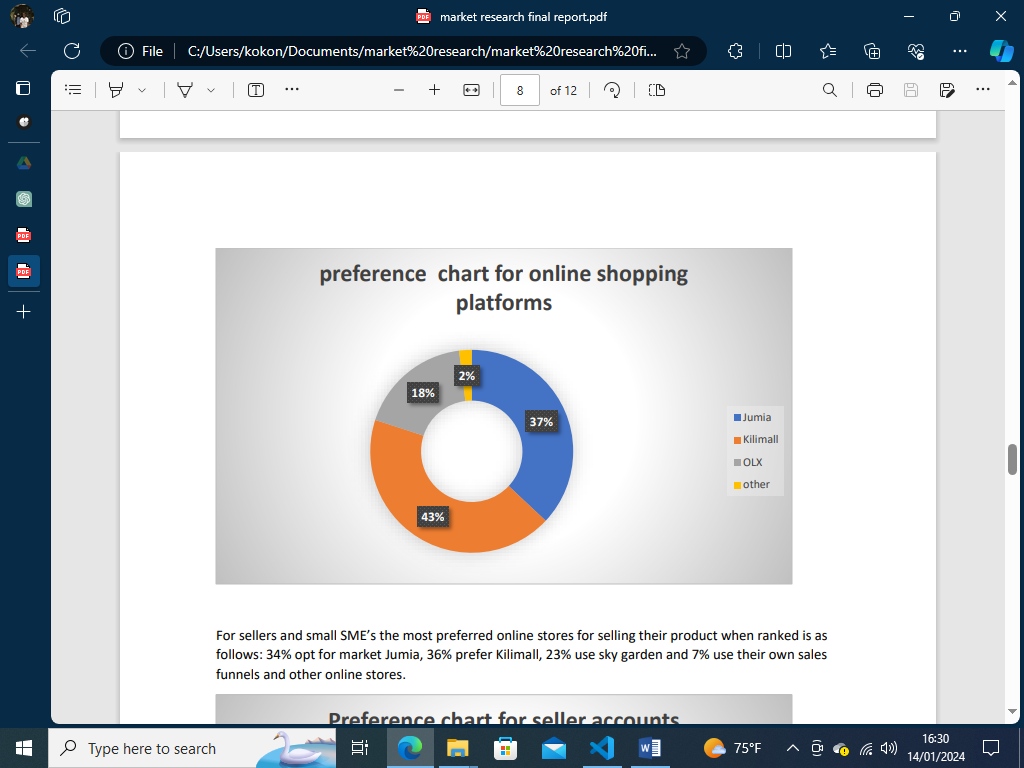 market research final report.pdf
File
C:/Users/kokon/Documents/market%20research/market%20research%20fi...
8
of 12
preference  chart for online shopping
platforms
2%
18%
37%
43%
Jumia
Kilimall
OLX
other
For sellers and small SME’s the most preferred online stores for selling their product when ranked is as
follows: 34% opt for market Jumia, 36% prefer Kilimall, 23% use sky garden and 7% use their own sales
funnels and other online stores.
Preference chart for seller accounts
Type here to search
75°F
16:30
14/01/2024